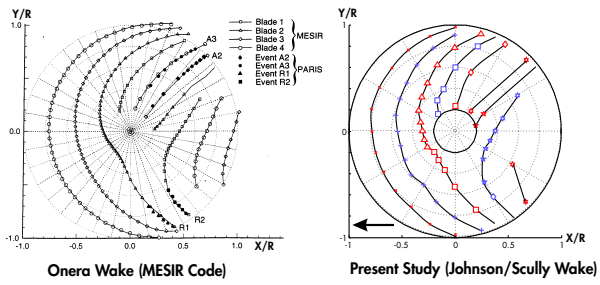 Y/R
1.0
0.0
-1.0
-1.0
-0.5
0.0
0.5
1.0
X/R
A3
A2
R2
R1
Blade 1
Blade 2
Blade 3
Blade 4
MESIR
Event A2
Event A3
Event R1
Event R2
PARIS
Onera Wake (MESIR Code)
Y/R
1
0
-1
-1
-0.5
0
0.5
1
X/R
Present Study (Johnson/Scully Wake)